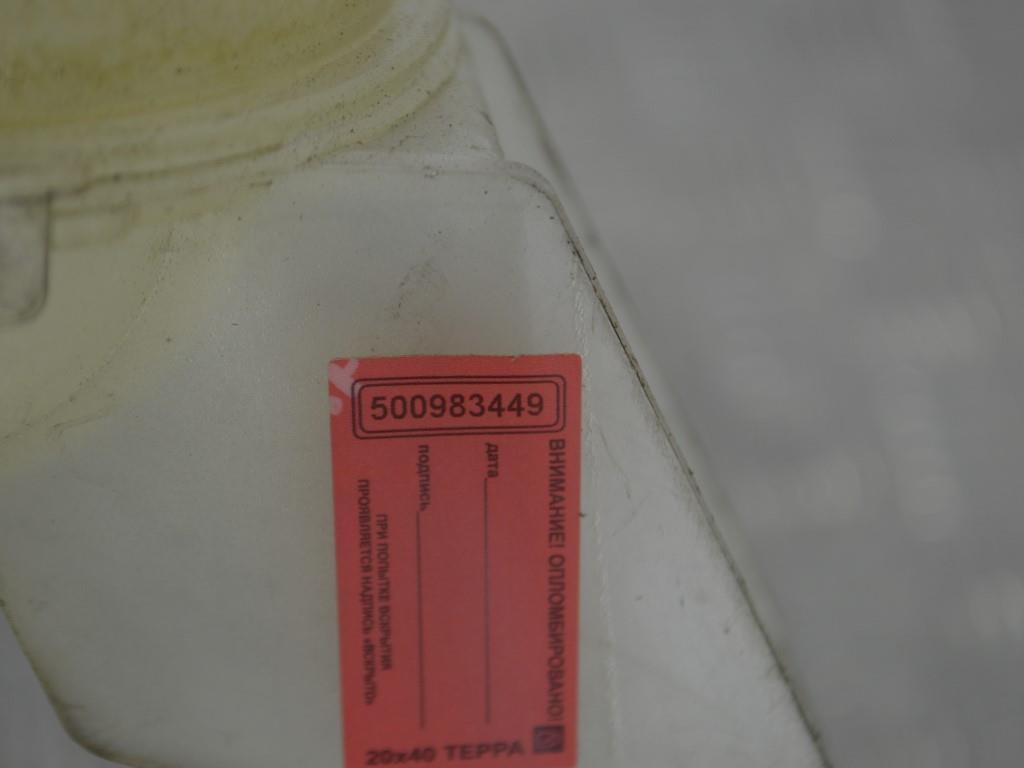 500983449
ВНИМАНИЕ! ОПЛОМБИРОВАНО!
дата
подпись
ПРИ ПОПЫТКЕ ВСКРЫТИЯ
ПРОЯВЛЯЕТСЯ НАДПИСЬ «ВСКРЫТО»
20x40 ТЕРРА